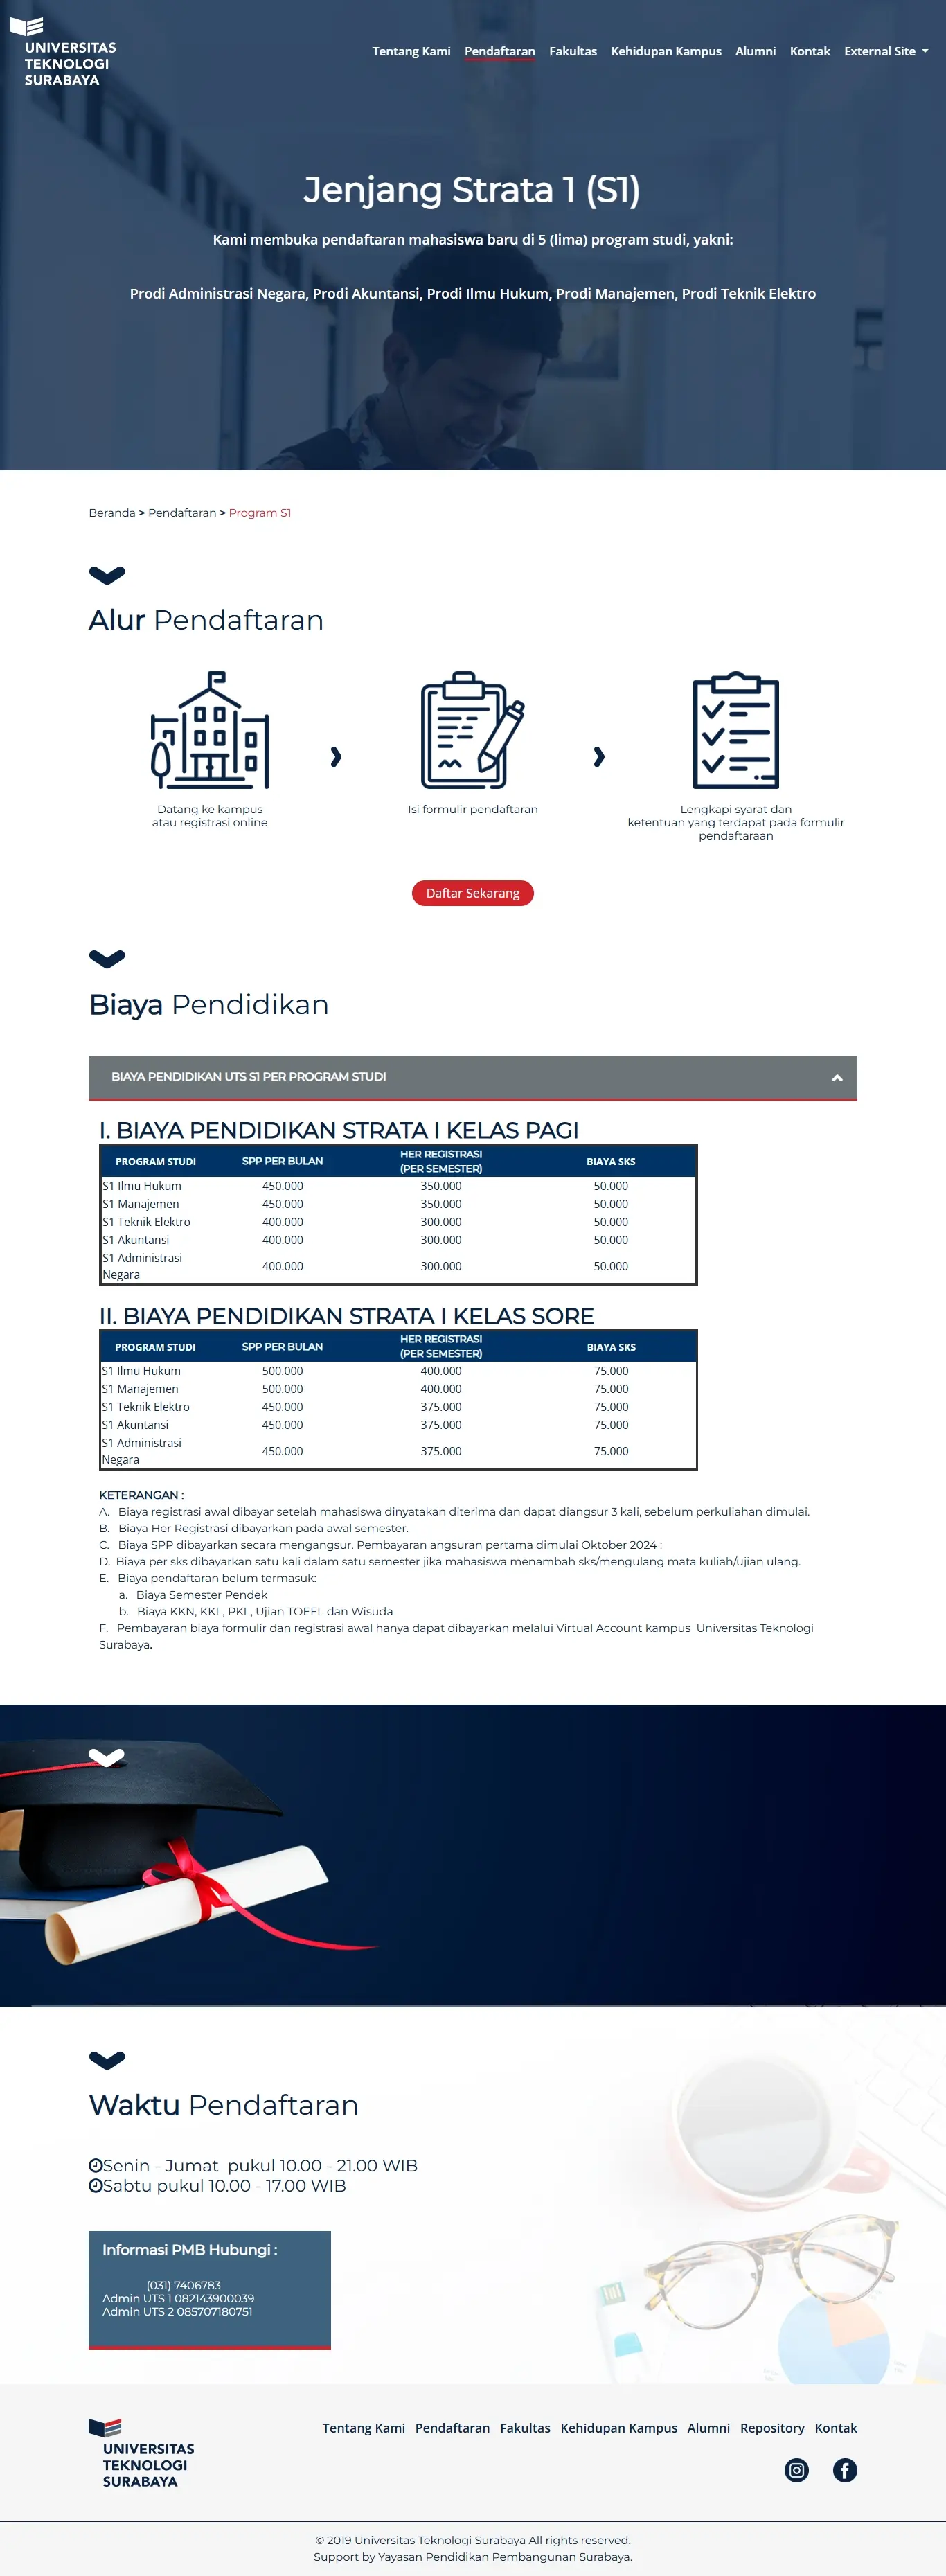 UNIVERSITAS
TEKNOLOGI
SURABAYA
Tentang Kami Pendaftaran Fakultas Kehidupan Kampus Alumni Kontak External Site
Jenjang Strata 1 (S1)
Kami membuka pendaftaran mahasiswa baru di 5 (lima) program studi, yakni:
Prodi Administrasi Negara, Prodi Akuntansi, Prodi Ilmu Hukum, Prodi Manajemen, Prodi Teknik Elektro
Beranda > Pendaftaran > Program S1
Alur Pendaftaran
Datang ke kampus
atau registrasi online
Isi formulir pendaftaran
Lengkapi syarat dan
ketentuan yang terdapat pada formulir
pendaftaraan
Daftar Sekarang
Biaya Pendidikan
BIAYA PENDIDIKAN UTS S1 PER PROGRAM STUDI
I. BIAYA PENDIDIKAN STRATA I KELAS PAGI
PROGRAM STUDI SPP PER BULAN HER REGISTRASI (PER SEMESTER) BIAYA SKS
S1 Ilmu Hukum 450.000 350.000 50.000
S1 Manajemen 450.000 350.000 50.000
S1 Teknik Elektro 400.000 300.000 50.000
S1 Akuntansi 400.000 300.000 50.000
S1 Administrasi Negara 400.000 300.000 50.000
II. BIAYA PENDIDIKAN STRATA I KELAS SORE
PROGRAM STUDI SPP PER BULAN HER REGISTRASI (PER SEMESTER) BIAYA SKS
S1 Ilmu Hukum 500.000 400.000 75.000
S1 Manajemen 500.000 400.000 75.000
S1 Teknik Elektro 450.000 375.000 75.000
S1 Akuntansi 450.000 375.000 75.000
S1 Administrasi Negara 450.000 375.000 75.000
KETERANGAN :
A. Biaya registrasi awal dibayar setelah mahasiswa dinyatakan diterima dan dapat diangsur 3 kali, sebelum perkuliahan dimulai.
B. Biaya Her Registrasi dibayarkan pada awal semester.
C. Biaya SPP dibayarkan secara mengangsur. Pembayaran angsuran pertama dimulai Oktober 2024 :
D. Biaya per sks dibayarkan satu kali dalam satu semester jika mahasiswa menambah sks/mengulang mata kuliah/ujian ulang.
E. Biaya pendaftaran belum termasuk:
a. Biaya Semester Pendek
b. Biaya KKN, KKL, PKL, Ujian TOEFL dan Wisuda
F. Pembayaran biaya formulir dan registrasi awal hanya dapat dibayarkan melalui Virtual Account kampus Universitas Teknologi
Surabaya.
Waktu Pendaftaran
Senin - Jumat pukul 10.00 - 21.00 WIB
Sabtu pukul 10.00 - 17.00 WIB
Informasi PMB Hubungi :
(031) 7406783
Admin UTS 1 082143900039
Admin UTS 2 085707180751
UNIVERSITAS
TEKNOLOGI
SURABAYA
Tentang Kami Pendaftaran Fakultas Kehidupan Kampus Alumni Repository Kontak
© 2019 Universitas Teknologi Surabaya All rights reserved.
Support by Yayasan Pendidikan Pembangunan Surabaya.